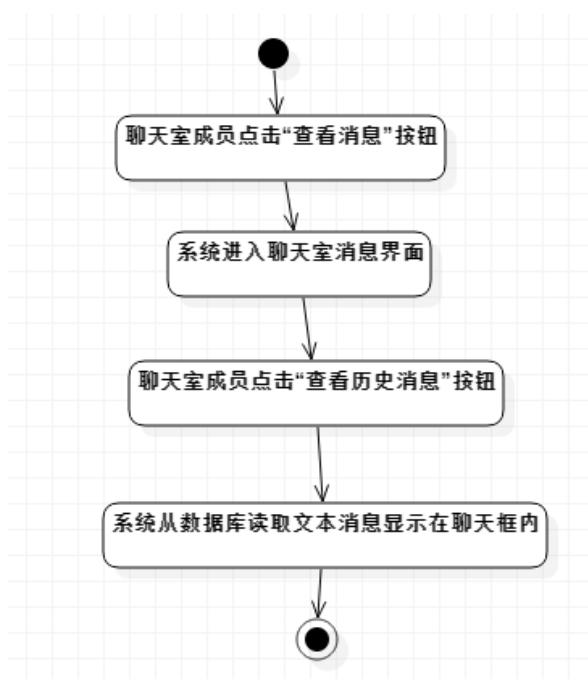 聊天室成员点击“查看消息”按钮
系统进入聊天室消息界面
聊天室成员点击“查看历史消息”按钮
系统从数据库读取文本消息显示在聊天框内